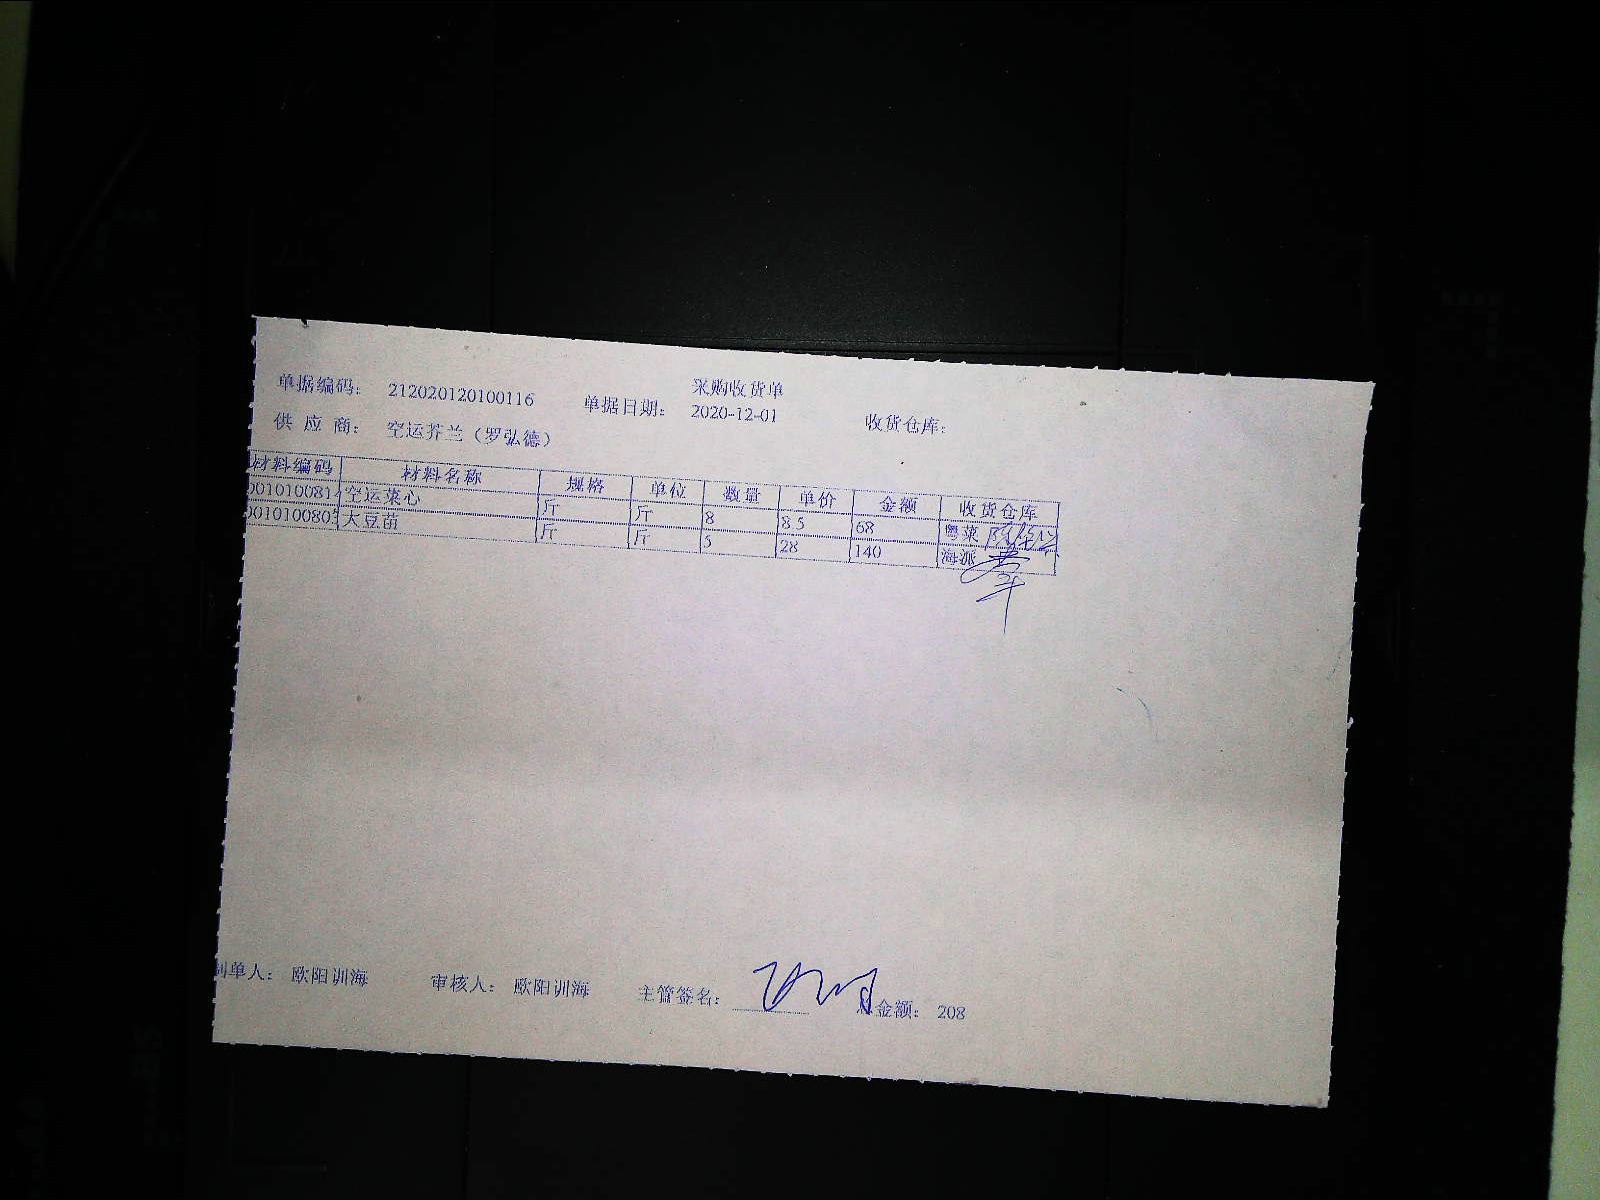 采购收货单
单据编码： 212020120100116 单据日期： 2020-12-01 收货仓库：
供 应 商： 空运芥兰（罗弘德）
材料编码 材料名称 规格 单位 数量 单价 金额 收货仓库
0010100814 空运菜心 斤 斤 8 8.5 68 粤菜
001010080 大豆苗 斤 斤 5 28 140 海派
制单人： 欧阳训海 审核人： 欧阳训海 主管签名： 总金额： 208